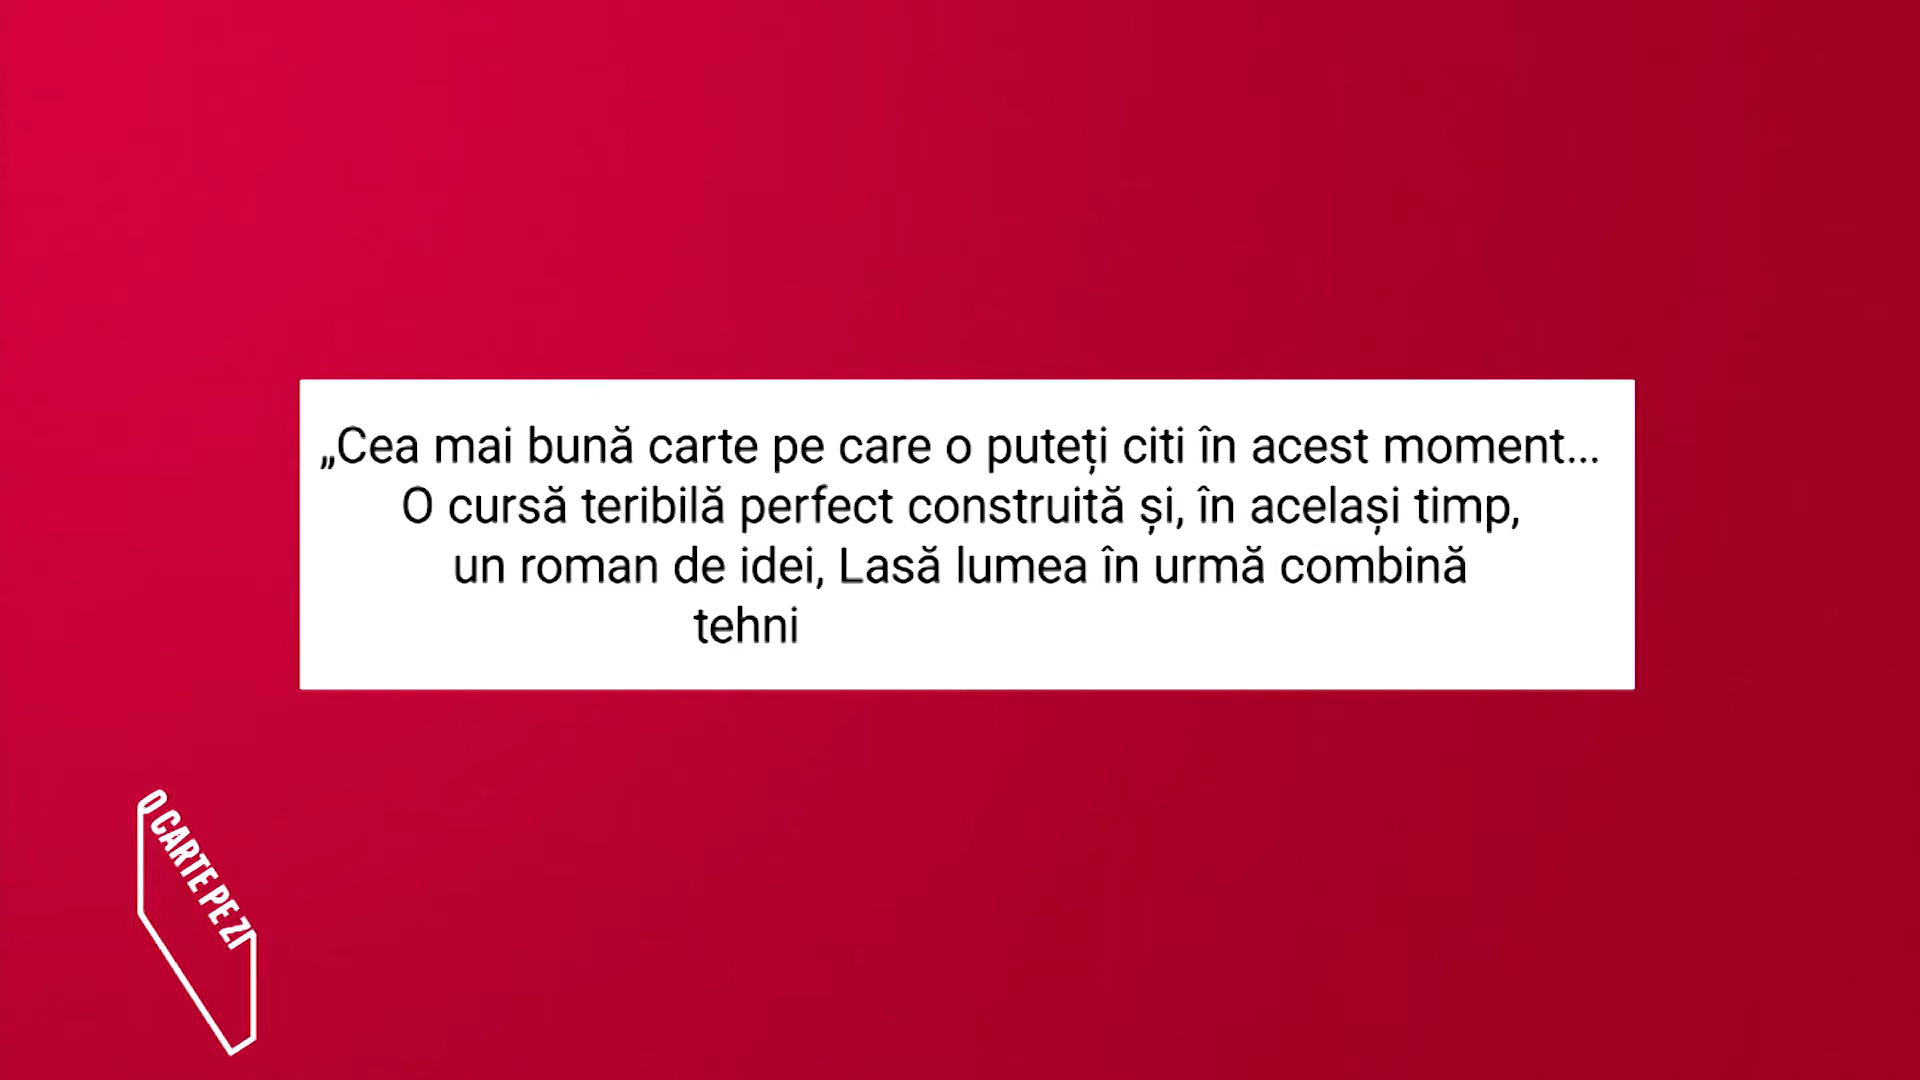 „Cea mai bună carte pe care o puteți citi în acest moment...
O cursă teribilă perfect construită și, în același timp,
un roman de idei, Lasă lumea în urmă combină
tehni
O CARTE PE ZI